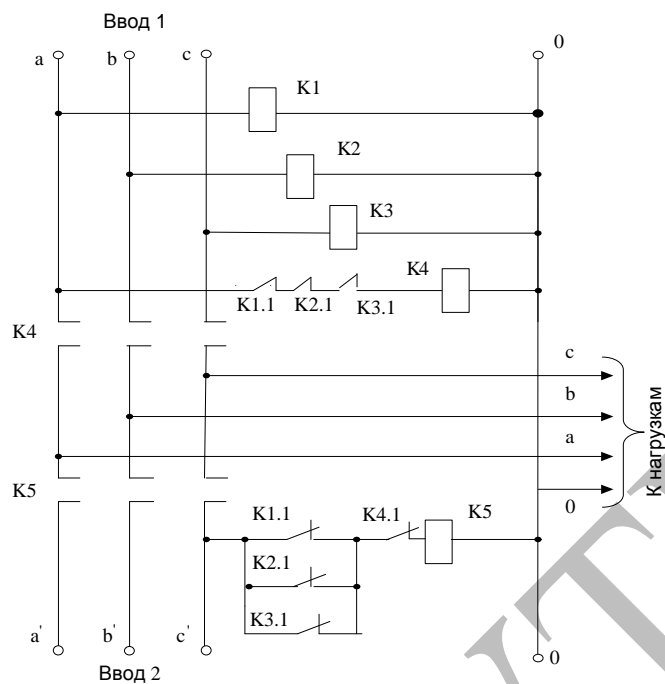 Ввод 1
a b c 0
K1
K2
K3
K4
K1.1 K2.1 K3.1
K4
c
b
a
0
К нагрузкам
K5
K1.1 K4.1 K5
K2.1
K3.1
a' b' c' 0
Ввод 2